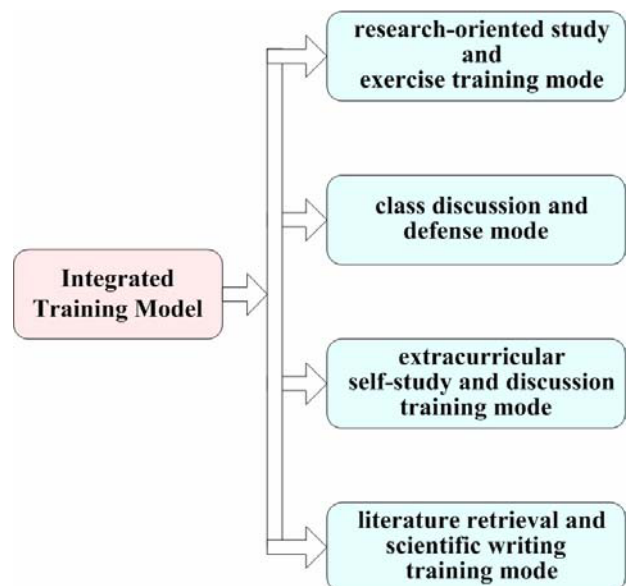 research-oriented study
and
exercise training mode
class discussion and
defense mode
Integrated
Training Model
extracurricular
self-study and discussion
training mode
literature retrieval and
scientific writing
training mode